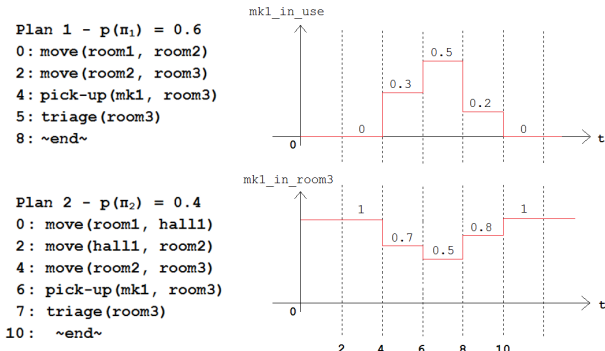 Plan 1 - p(π₁) = 0.6
0: move(room1, room2)
2: move(room2, room3)
4: pick-up(mk1, room3)
5: triage(room3)
8: ~end~
Plan 2 - p(π₂) = 0.4
0: move(room1, hall1)
2: move(hall1, room2)
4: move(room2, room3)
6: pick-up(mk1, room3)
7: triage(room3)
10: ~end~
mk1_in_use
0.5
0.3
0.2
0
0
0
t
mk1_in_room3
1
1
0.7
0.8
0.5
0
t
2 4 6 8 10